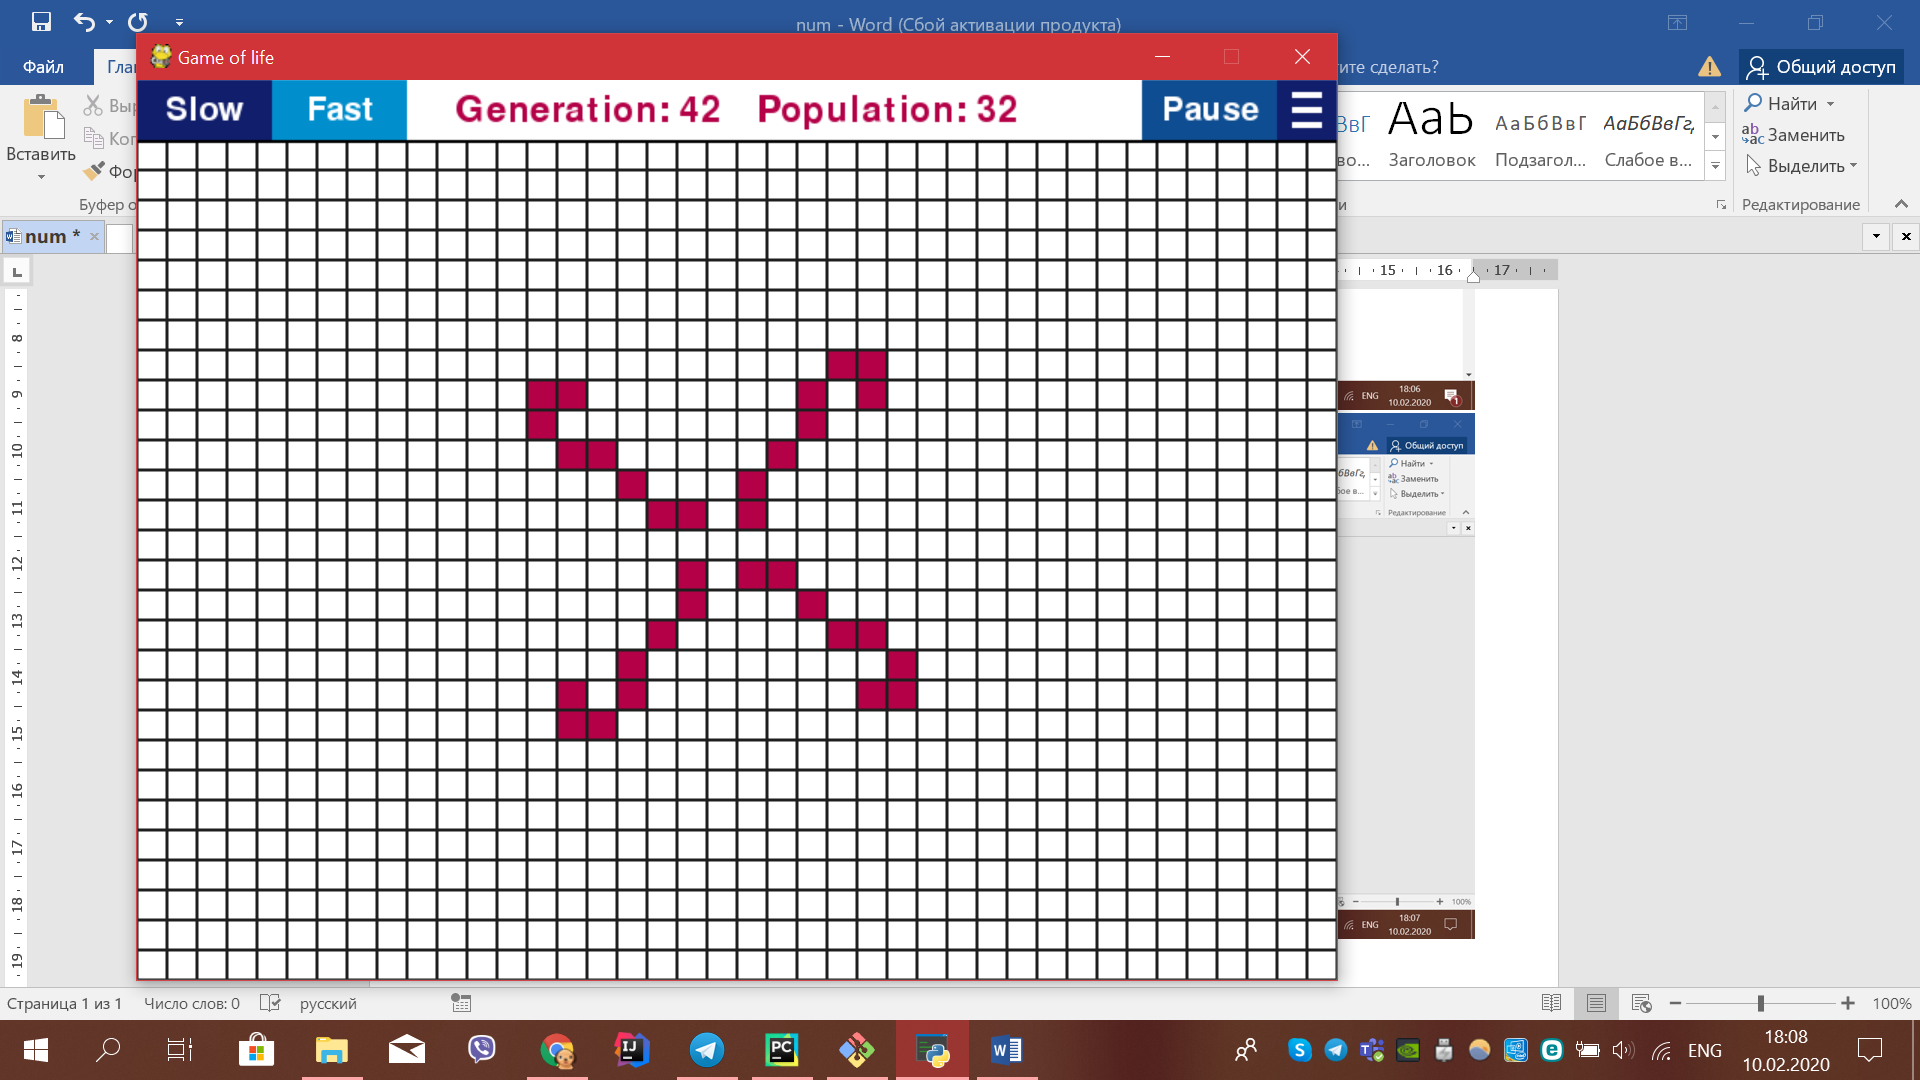 num - Word (Сбой активации продукта)
Файл
Гла
ите сделать?
Общий доступ
Game of life
Slow
Fast
Generation: 42 Population: 32
Pause
Вставить
Выр
Коп
Фор
Буфер о
АаЬ
АаБбВвГ
АаБбВвГг,
во...
Заголовок
Подзагол...
Слабое в...
Найти
Заменить
Выделить
Редактирование
num *
15 16 17
8
9
10
11
12
13
14
15
16
17
18
19
18:06
ENG
10.02.2020
1
Общий доступ
Найти
Заменить
Выделить
Редактирование
100%
18:07
ENG
10.02.2020
Страница 1 из 1
Число слов: 0
русский
100%
ENG
18:08
10.02.2020